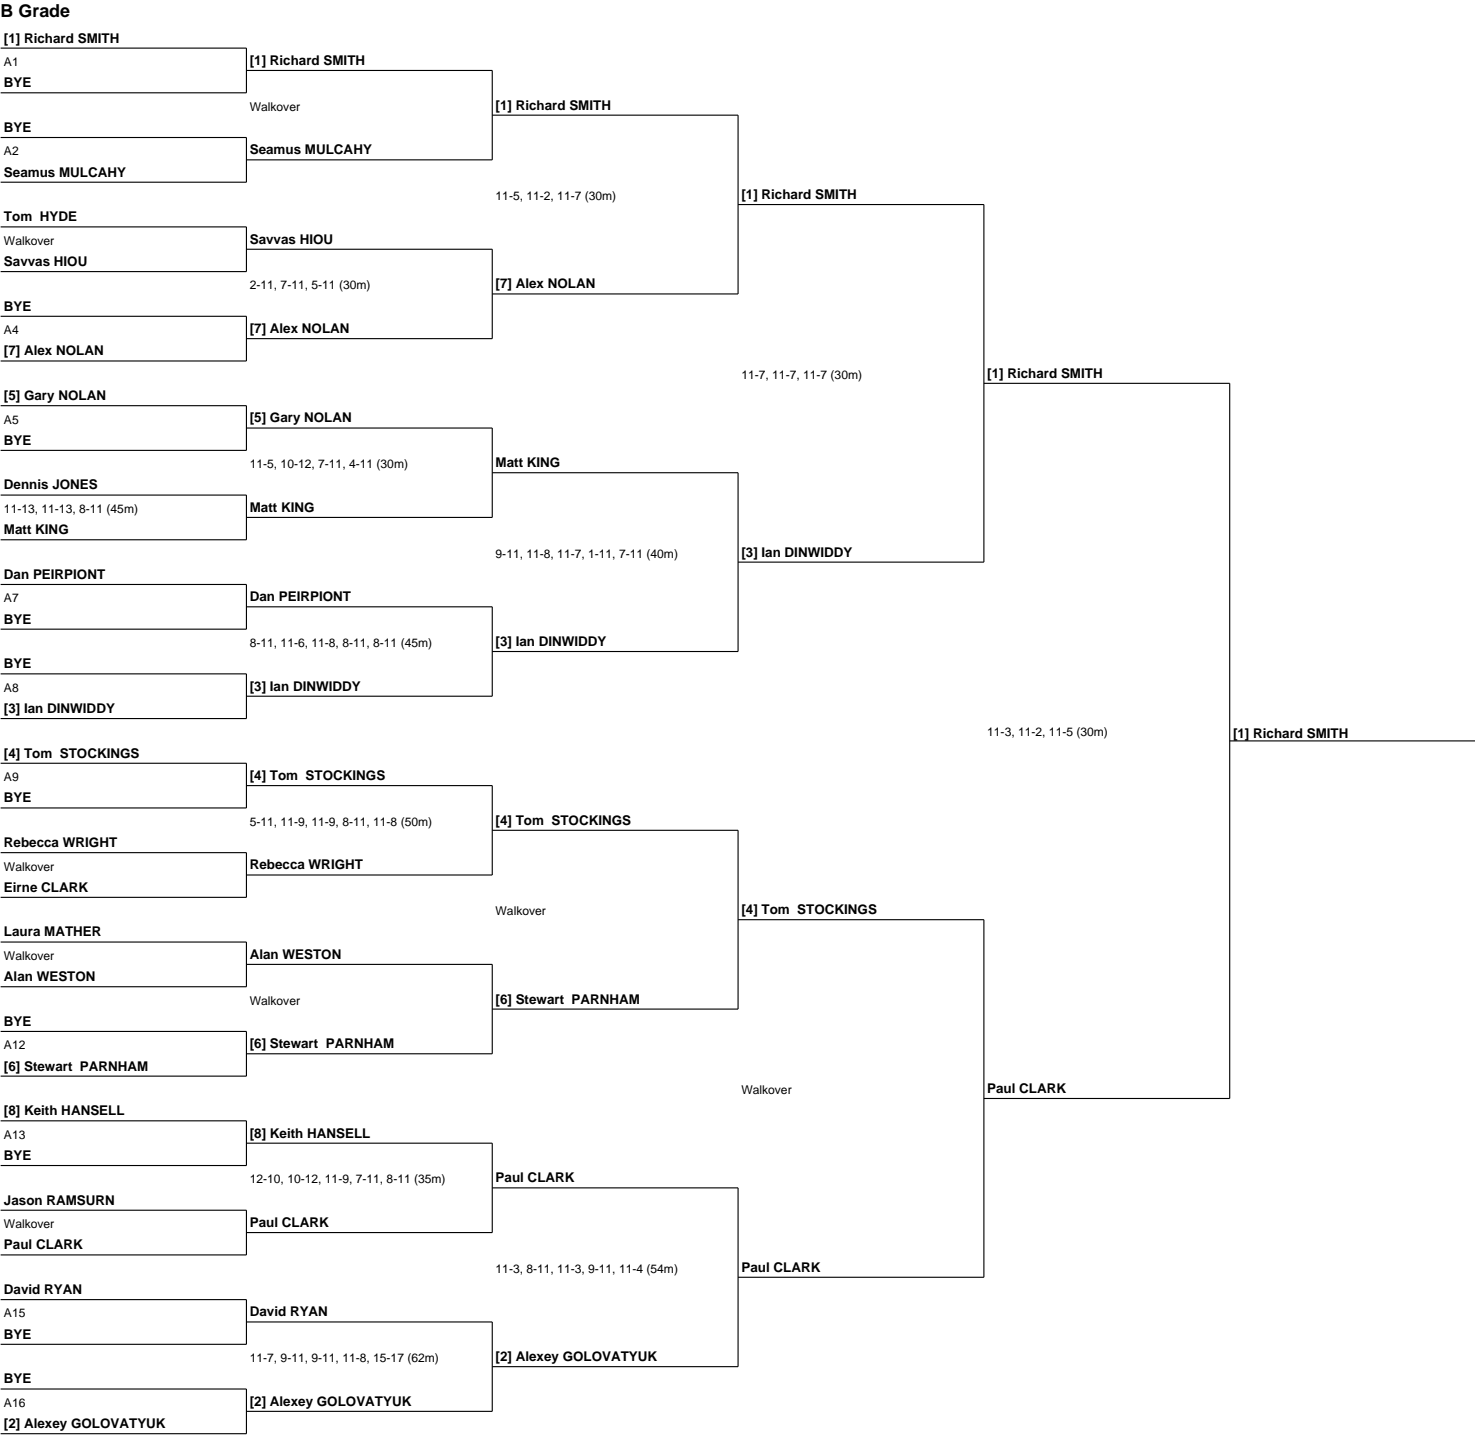 B Grade
[1] Richard SMITH
A1
BYE
BYE
A2
Seamus MULCAHY
Tom  HYDE
Walkover
Savvas HIOU
BYE
A4
[7] Alex NOLAN
[5] Gary NOLAN
A5
BYE
Dennis JONES
11-13, 11-13, 8-11 (45m)
Matt KING
Dan PEIRPIONT
A7
BYE
BYE
A8
[3] Ian DINWIDDY
[4] Tom  STOCKINGS
A9
BYE
Rebecca WRIGHT
Walkover
Eirne CLARK
Laura MATHER
Walkover
Alan WESTON
BYE
A12
[6] Stewart  PARNHAM
[8] Keith HANSELL
A13
BYE
Jason RAMSURN
Walkover
Paul CLARK
David RYAN
A15
BYE
BYE
A16
[2] Alexey GOLOVATYUK
[1] Richard SMITH
Walkover
Seamus MULCAHY
Savvas HIOU
2-11, 7-11, 5-11 (30m)
[7] Alex NOLAN
[5] Gary NOLAN
11-5, 10-12, 7-11, 4-11 (30m)
Matt KING
Dan PEIRPIONT
8-11, 11-6, 11-8, 8-11, 8-11 (45m)
[3] Ian DINWIDDY
[4] Tom  STOCKINGS
5-11, 11-9, 11-9, 8-11, 11-8 (50m)
Rebecca WRIGHT
Alan WESTON
Walkover
[6] Stewart  PARNHAM
[8] Keith HANSELL
12-10, 10-12, 11-9, 7-11, 8-11 (35m)
Paul CLARK
David RYAN
11-7, 9-11, 9-11, 11-8, 15-17 (62m)
[2] Alexey GOLOVATYUK
[1] Richard SMITH
11-5, 11-2, 11-7 (30m)
[7] Alex NOLAN
Matt KING
9-11, 11-8, 11-7, 1-11, 7-11 (40m)
[3] Ian DINWIDDY
[4] Tom  STOCKINGS
Walkover
[6] Stewart  PARNHAM
Paul CLARK
11-3, 8-11, 11-3, 9-11, 11-4 (54m)
[2] Alexey GOLOVATYUK
[1] Richard SMITH
11-7, 11-7, 11-7 (30m)
[3] Ian DINWIDDY
[4] Tom  STOCKINGS
Walkover
Paul CLARK
[1] Richard SMITH
11-3, 11-2, 11-5 (30m)
Paul CLARK
[1] Richard SMITH